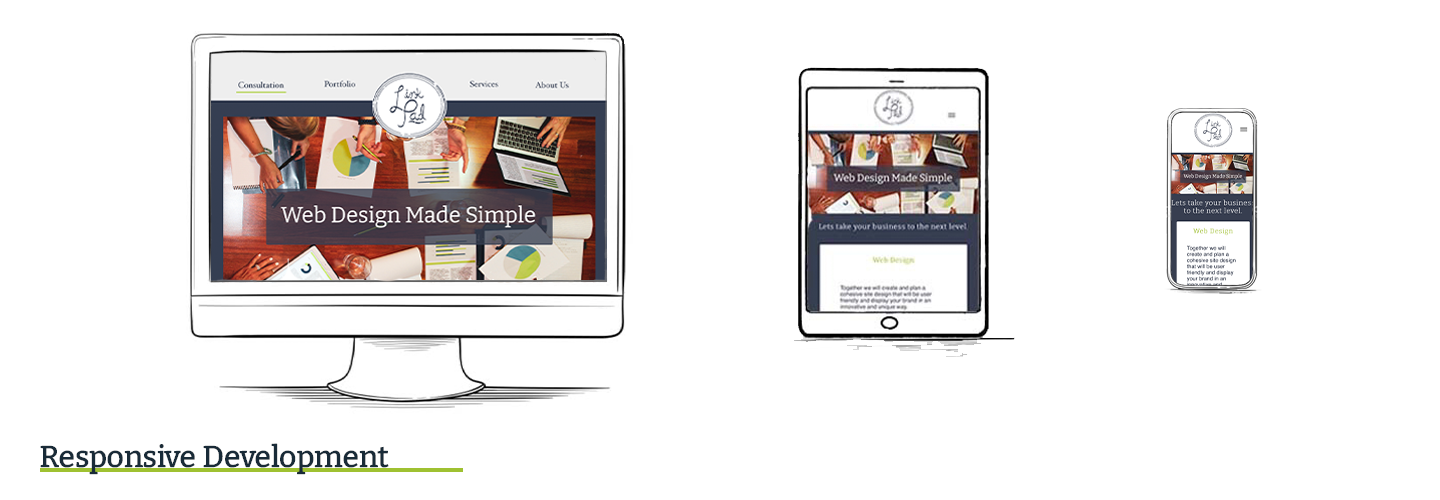 Consultation
Portfolio
Link
Pad
Services
About Us
Web Design Made Simple
Link
Pad
Web Design Made Simple
Lets take your business to the next level
Web Design
Together we will create and plan a
cohesive site design that will be user
friendly and display your brand in an
innovative and unique way.
Link
Pad
Web Design Made Simple
Lets take your busines
to the next level
Web Design
Together we will
create and plan a
cohesive site design
that will be user
friendly and display
your brand in an
innovative and
Responsive Development